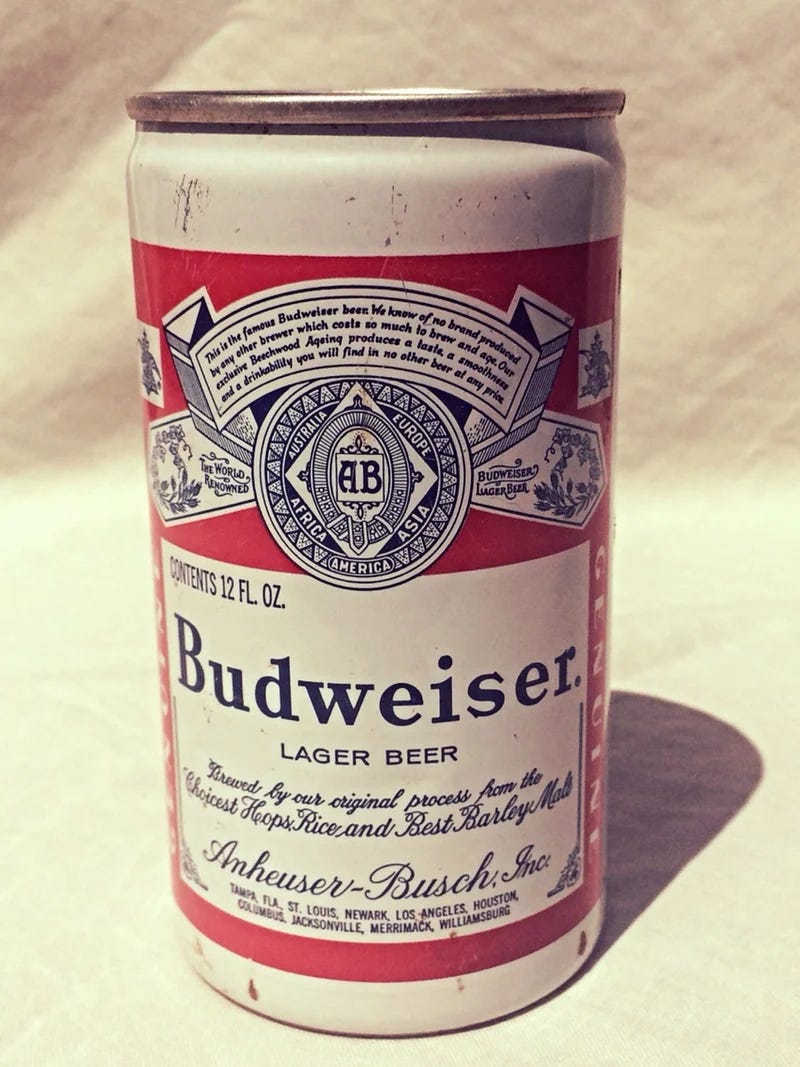 This is the famous Budweiser beer. We know of no brand produced
by any other brewer which costs so much to brew and age. Our
exclusive Beechwood Ageing produces a taste, a smoothness
and a drinkability you will find in no other beer at any price.
AUSTRALIA
EUROPE
THE WORLD
RENOWNED
AB
BUDWEISER
LAGER BEER
AFRICA
ASIA
AMERICA
CONTENTS 12 FL. OZ.
Budweiser.
LAGER BEER
Brewed by our original process from the
Choicest Hops, Rice and Best Barley Malt
Anheuser-Busch, Inc.
TAMPA, FLA., ST. LOUIS, NEWARK, LOS ANGELES, HOUSTON,
COLUMBUS, JACKSONVILLE, MERRIMACK, WILLIAMSBURG
GENUINE
GENUINE